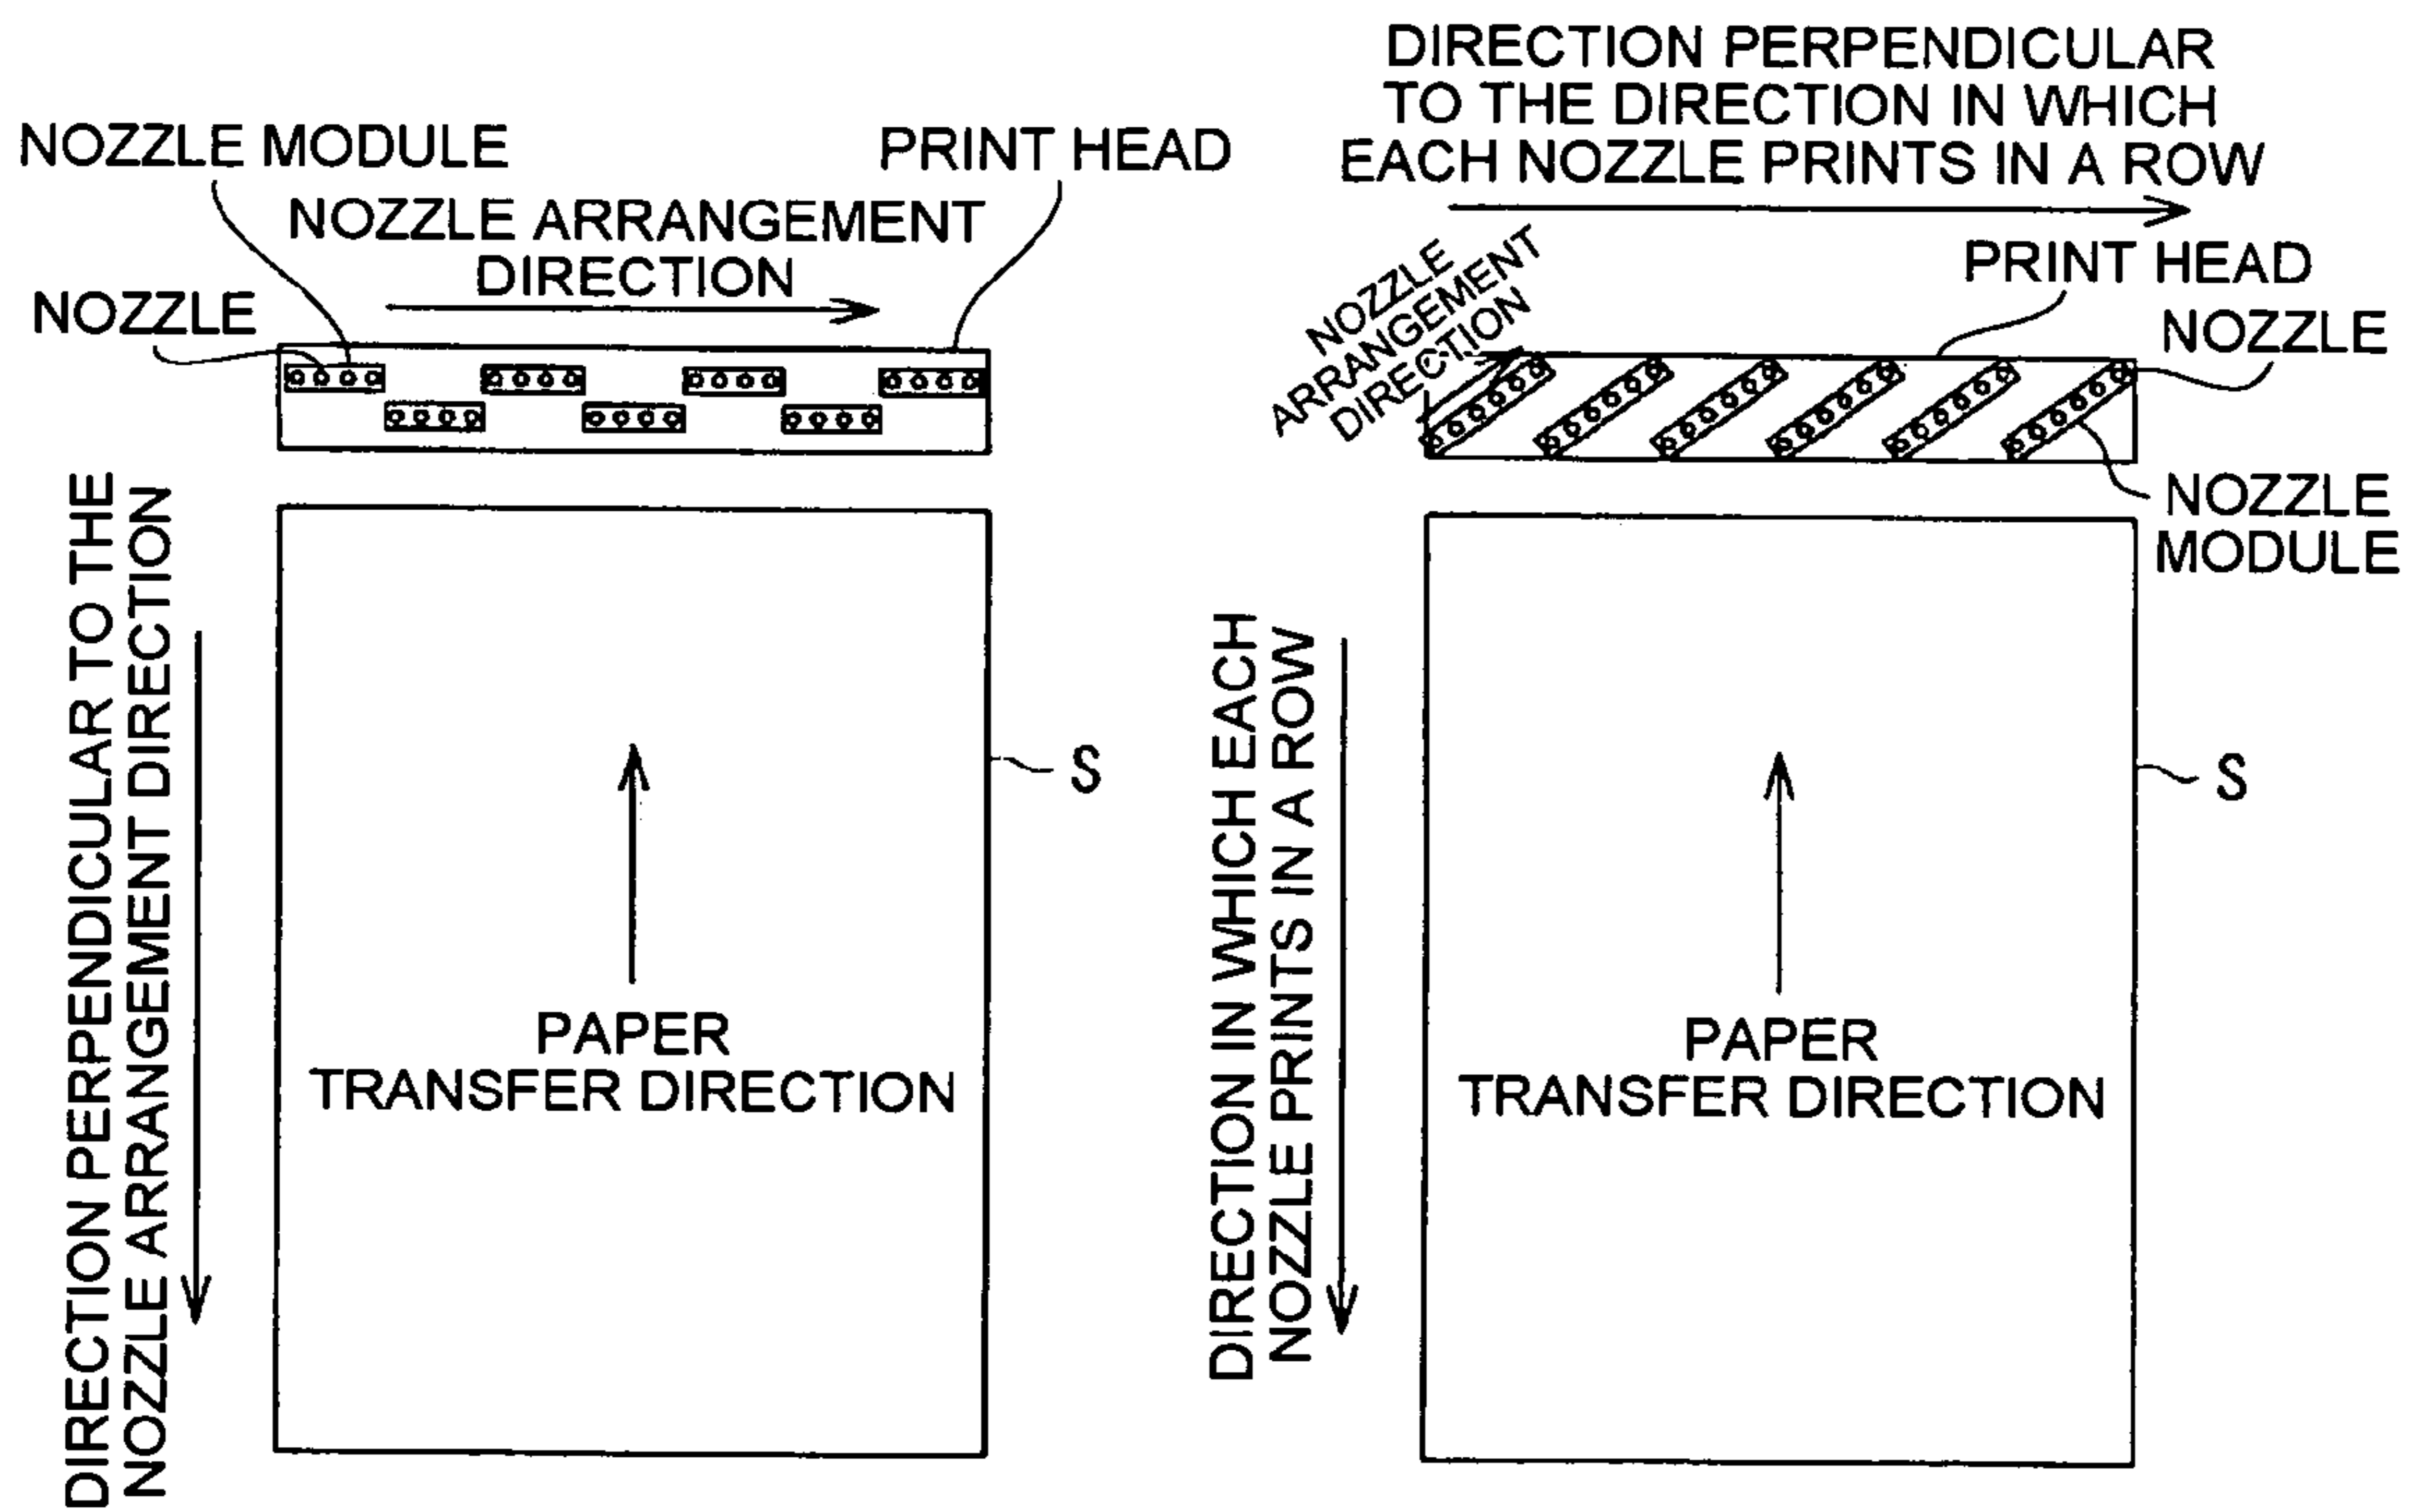 NOZZLE MODULE
NOZZLE ARRANGEMENT
DIRECTION
PRINT HEAD
NOZZLE
DIRECTION PERPENDICULAR TO THE
NOZZLE ARRANGEMENT DIRECTION
PAPER
TRANSFER DIRECTION
S
DIRECTION PERPENDICULAR
TO THE DIRECTION IN WHICH
EACH NOZZLE PRINTS IN A ROW
NOZZLE
ARRANGEMENT
DIRECTION
PRINT HEAD
NOZZLE
NOZZLE
MODULE
DIRECTION IN WHICH EACH
NOZZLE PRINTS IN A ROW
PAPER
TRANSFER DIRECTION
S